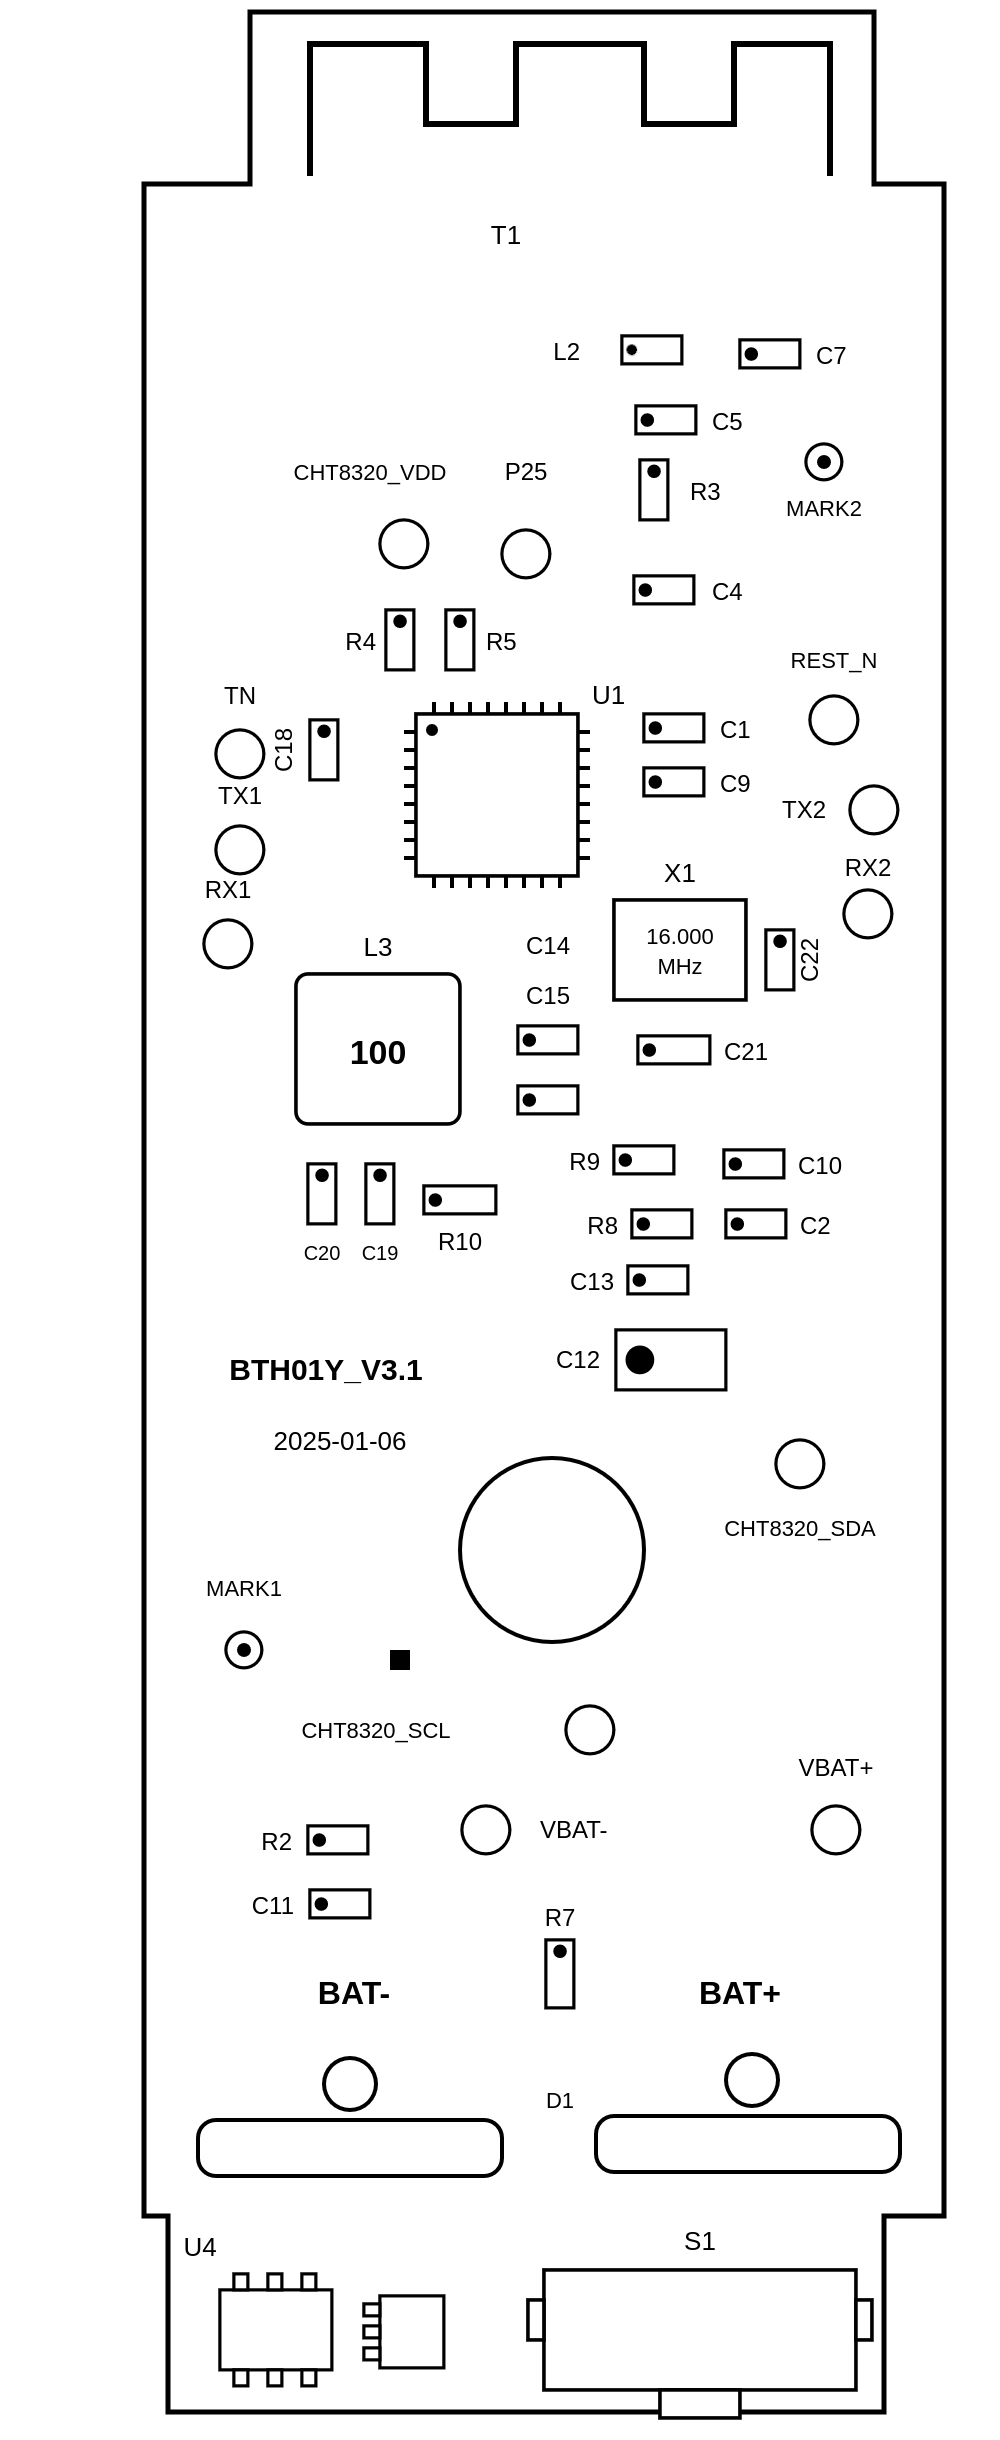 T1
L2
C7
C5
CHT8320_VDD
P25
R3
MARK2
C4
R4
R5
REST_N
TN
U1
C18
C1
TX1
C9
TX2
X1
RX2
RX1
16.000
MHz
C22
L3
C14
C15
100
C21
R9
C10
R8
C2
C20
C19
R10
C13
C12
BTH01Y_V3.1
2025-01-06
CHT8320_SDA
MARK1
CHT8320_SCL
VBAT+
R2
VBAT-
C11
R7
BAT-
BAT+
D1
U4
S1